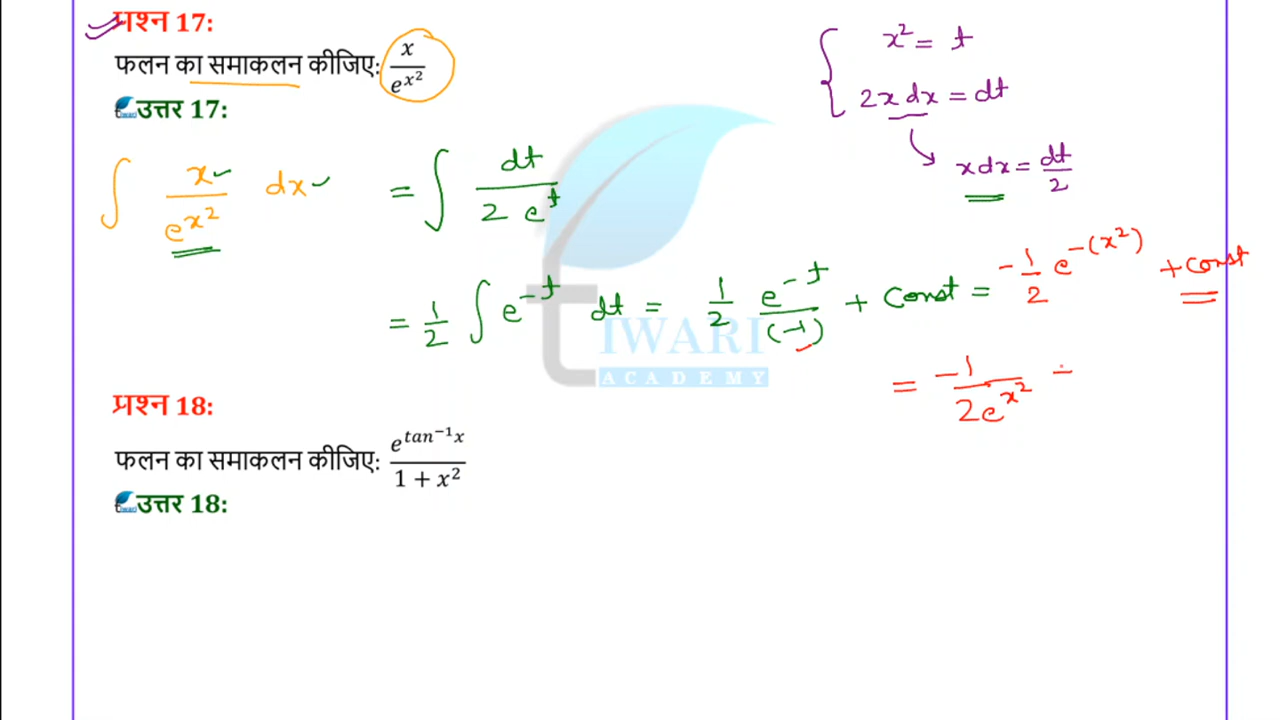 प्रश्न 17:
फलन का समाकलन कीजिए: x/e^{x²}
उत्तर 17:
x² = t
2x dx = dt
x dx = dt/2
∫ x/e^{x²} dx = ∫ dt/(2 e^t)
= 1/2 ∫ e^{-t} dt = 1/2 e^{-t}/(-1) + Const = -1/2 e^{-(x²)} + Const
= -1/(2e^{x²})
TIWARI
ACADEMY
प्रश्न 18:
फलन का समाकलन कीजिए: e^{tan⁻¹x}/(1 + x²)
उत्तर 18: